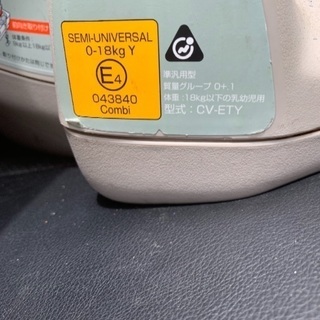 SEMI-UNIVERSAL
0-18kg Y
E4
043840
Combi
準汎用型
質量グループ 0+.1
体重:18kg以下の乳幼児用
型式:CV-ETY